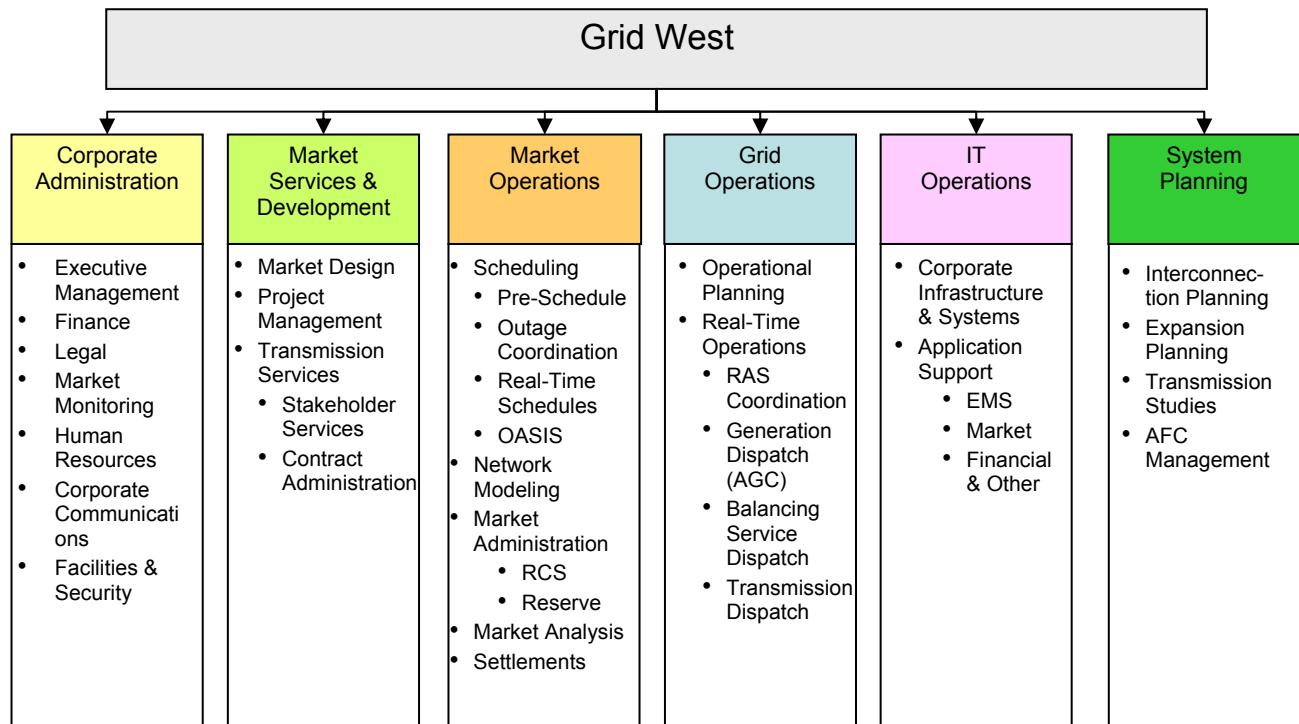 Grid West
Corporate
Administration
Market
Services &
Development
Market
Operations
Grid
Operations
IT
Operations
System
Planning
• Executive
Management
• Finance
• Legal
• Market
Monitoring
• Human
Resources
• Corporate
Communicati
ons
• Facilities &
Security
• Market Design
• Project
Management
• Transmission
Services
• Stakeholder
Services
• Contract
Administration
• Scheduling
• Pre-Schedule
• Outage
Coordination
• Real-Time
Schedules
• OASIS
• Network
Modeling
• Market
Administration
• RCS
• Reserve
• Market Analysis
• Settlements
• Operational
Planning
• Real-Time
Operations
• RAS
Coordination
• Generation
Dispatch
(AGC)
• Balancing
Service
Dispatch
• Transmission
Dispatch
• Corporate
Infrastructure
& Systems
• Application
Support
• EMS
• Market
• Financial
& Other
• Interconnec-
tion Planning
• Expansion
Planning
• Transmission
Studies
• AFC
Management